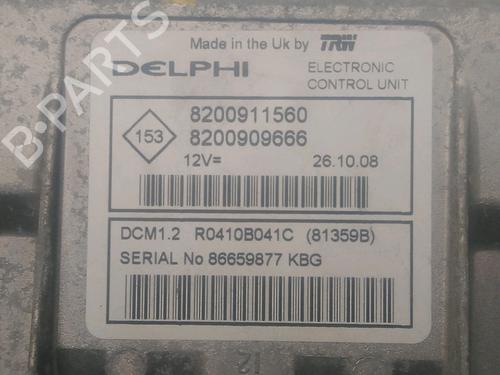 Made in the Uk by TRW
DELPHI ELECTRONIC CONTROL UNIT
153
8200911560
8200909666
12V= 26.10.08
DCM1.2 R0410B041C (81359B)
SERIAL No 86659877 KBG
12
B-PARTS